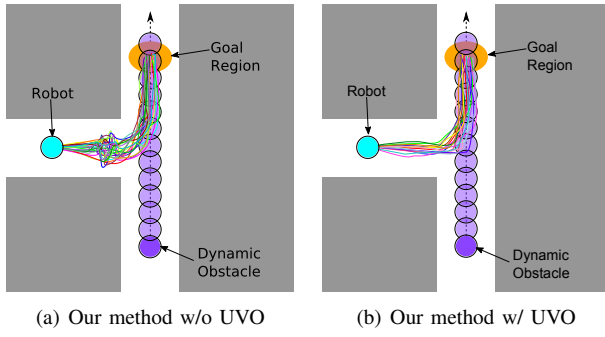 Goal
Region
Robot
Dynamic
Obstacle
(a) Our method w/o UVO
Goal
Region
Robot
Dynamic
Obstacle
(b) Our method w/ UVO